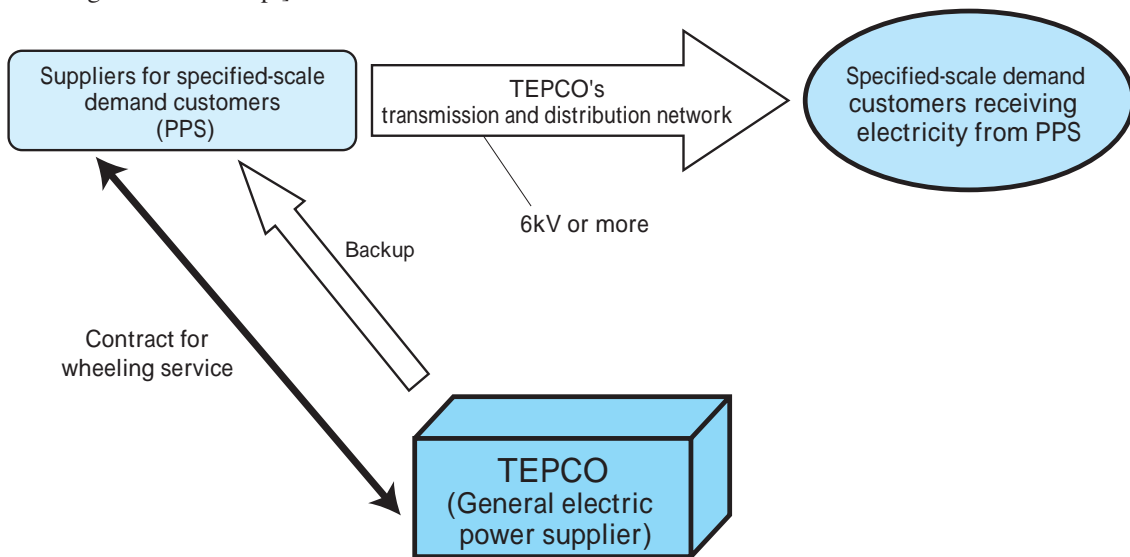 Suppliers for specified-scale
demand customers
(PPS)
TEPCO's
transmission and distribution network
Specified-scale demand
customers receiving
electricity from PPS
6kV or more
Backup
Contract for
wheeling service
TEPCO
(General electric
power supplier)